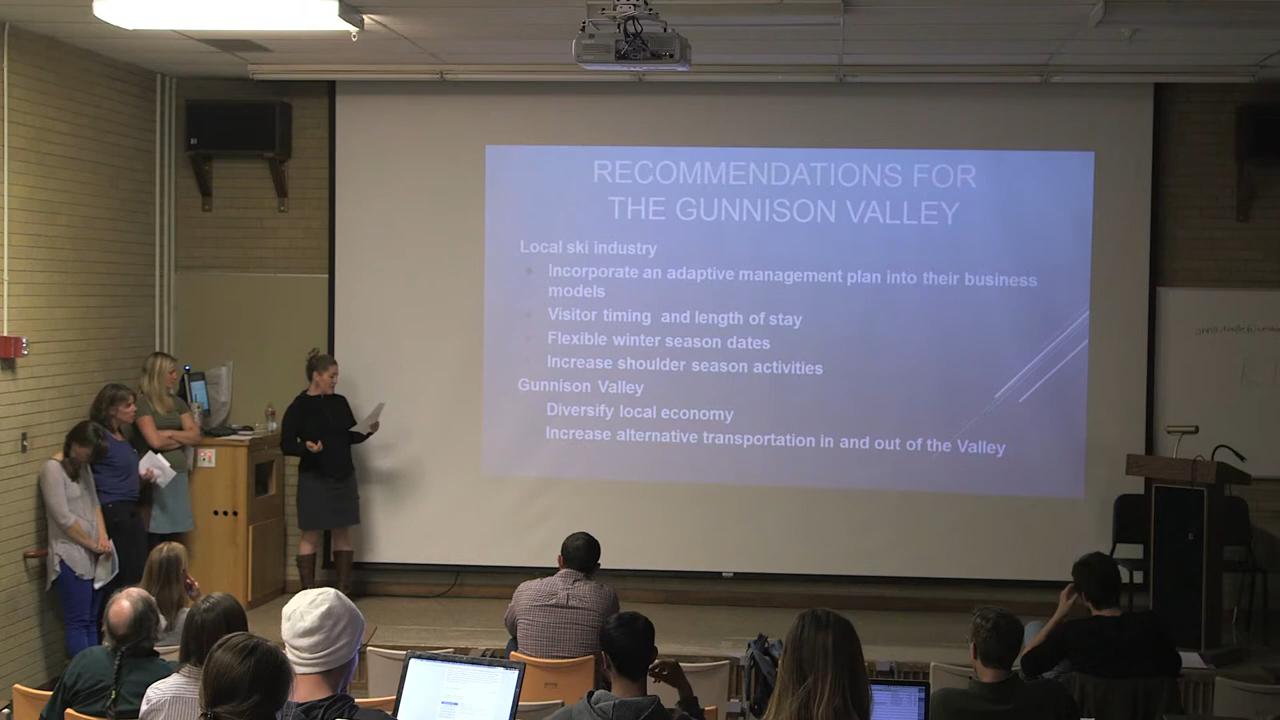 RECOMMENDATIONS FOR
THE GUNNISON VALLEY
Local ski industry
Incorporate an adaptive management plan into their business
models
Visitor timing and length of stay
Flexible winter season dates
Increase shoulder season activities
Gunnison Valley
Diversify local economy
Increase alternative transportation in and out of the Valley